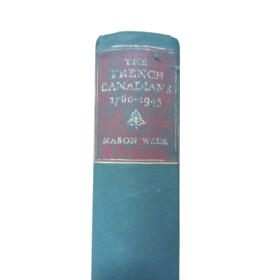 THE
FRENCH
CANADIANS
1760-1945
MASON WADE